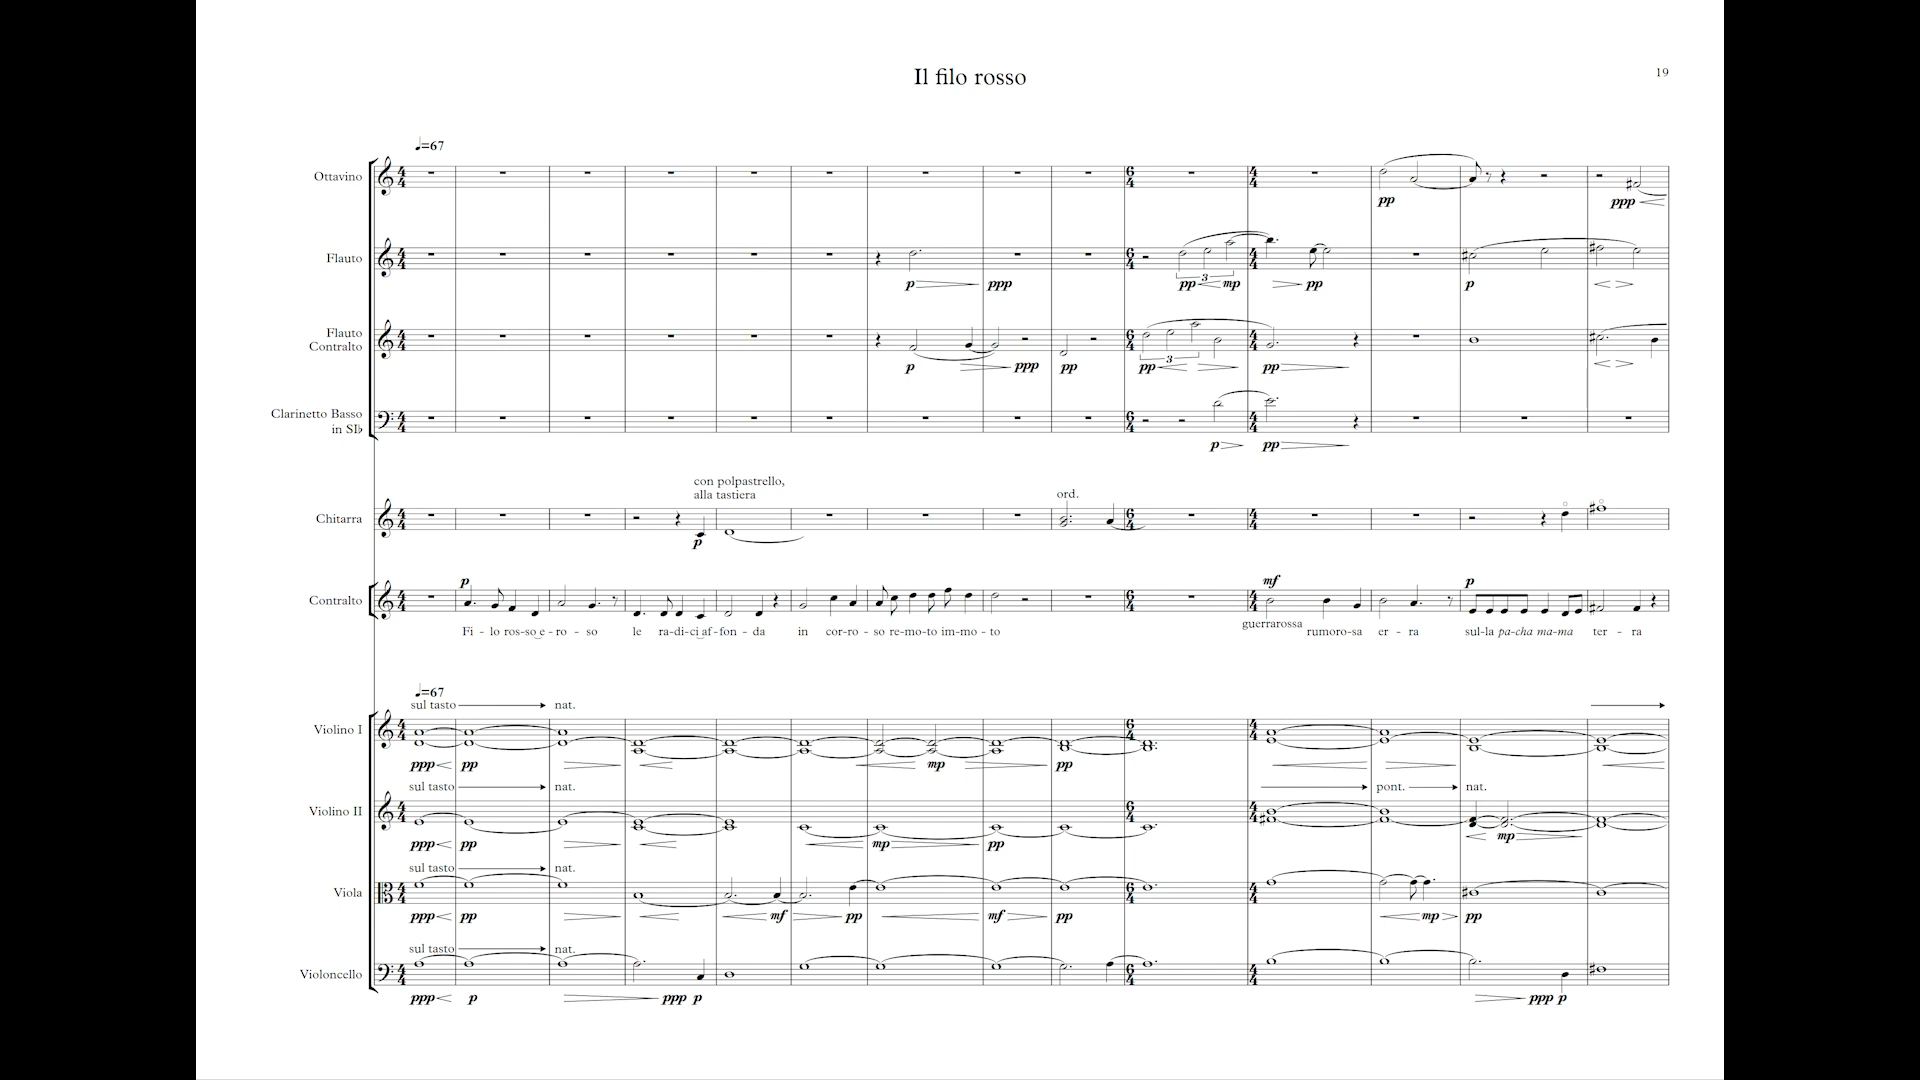 Il filo rosso
19
♩=67
Ottavino
pp
ppp
Flauto
p
ppp
3
pp
mp
pp
p
Flauto
Contralto
p
ppp
pp
3
pp
pp
Clarinetto Basso
in SI♭
p
pp
con polpastrello,
alla tastiera
ord.
Chitarra
p
p
mf
p
Contralto
Fi - lo ros-so e - ro - so le ra-di-ci af-fon - da in cor-ro - so re-mo-to im-mo - to guerrarossa rumoro-sa er - ra sul-la pa-cha ma-ma ter - ra
♩=67
sul tasto nat.
Violino I
ppp pp mp pp
sul tasto nat. pont. nat.
Violino II
ppp pp mp pp mp
sul tasto nat.
Viola
ppp pp mf pp mf pp mp pp
sul tasto nat.
Violoncello
ppp p ppp p ppp p